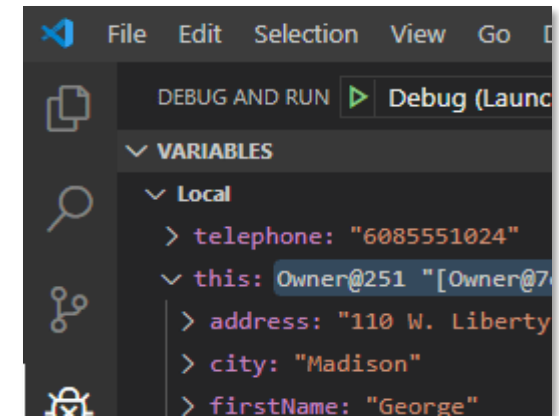 File Edit Selection View Go
DEBUG AND RUN Debug (Launc
VARIABLES
Local
telephone: "6085551024"
this: Owner@251 "[Owner@7
address: "110 W. Liberty
city: "Madison"
firstName: "George"